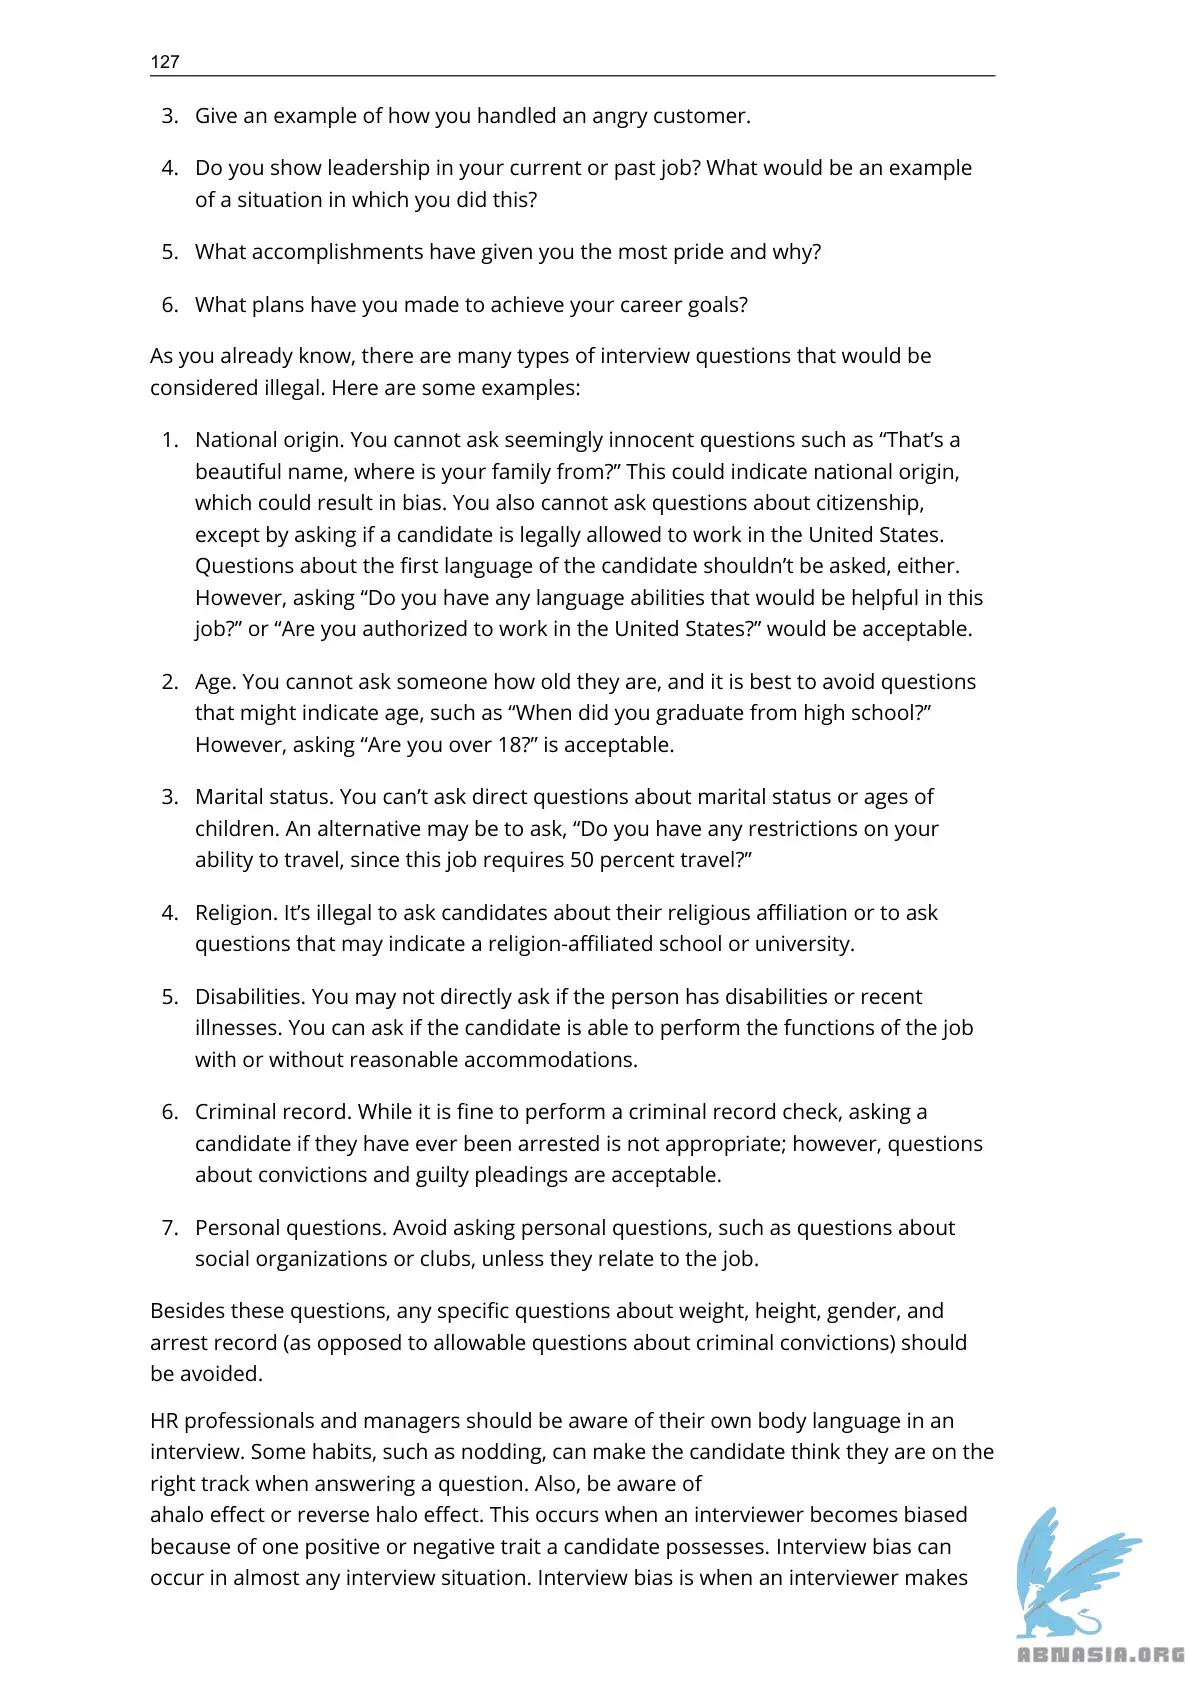 127
3. Give an example of how you handled an angry customer.
4. Do you show leadership in your current or past job? What would be an example
of a situation in which you did this?
5. What accomplishments have given you the most pride and why?
6. What plans have you made to achieve your career goals?
As you already know, there are many types of interview questions that would be
considered illegal. Here are some examples:
1. National origin. You cannot ask seemingly innocent questions such as “That’s a
beautiful name, where is your family from?” This could indicate national origin,
which could result in bias. You also cannot ask questions about citizenship,
except by asking if a candidate is legally allowed to work in the United States.
Questions about the first language of the candidate shouldn’t be asked, either.
However, asking “Do you have any language abilities that would be helpful in this
job?” or “Are you authorized to work in the United States?” would be acceptable.
2. Age. You cannot ask someone how old they are, and it is best to avoid questions
that might indicate age, such as “When did you graduate from high school?”
However, asking “Are you over 18?” is acceptable.
3. Marital status. You can’t ask direct questions about marital status or ages of
children. An alternative may be to ask, “Do you have any restrictions on your
ability to travel, since this job requires 50 percent travel?”
4. Religion. It’s illegal to ask candidates about their religious affiliation or to ask
questions that may indicate a religion-affiliated school or university.
5. Disabilities. You may not directly ask if the person has disabilities or recent
illnesses. You can ask if the candidate is able to perform the functions of the job
with or without reasonable accommodations.
6. Criminal record. While it is fine to perform a criminal record check, asking a
candidate if they have ever been arrested is not appropriate; however, questions
about convictions and guilty pleadings are acceptable.
7. Personal questions. Avoid asking personal questions, such as questions about
social organizations or clubs, unless they relate to the job.
Besides these questions, any specific questions about weight, height, gender, and
arrest record (as opposed to allowable questions about criminal convictions) should
be avoided.
HR professionals and managers should be aware of their own body language in an
interview. Some habits, such as nodding, can make the candidate think they are on the
right track when answering a question. Also, be aware of
ahalo effect or reverse halo effect. This occurs when an interviewer becomes biased
because of one positive or negative trait a candidate possesses. Interview bias can
occur in almost any interview situation. Interview bias is when an interviewer makes
ABNASIA.ORG